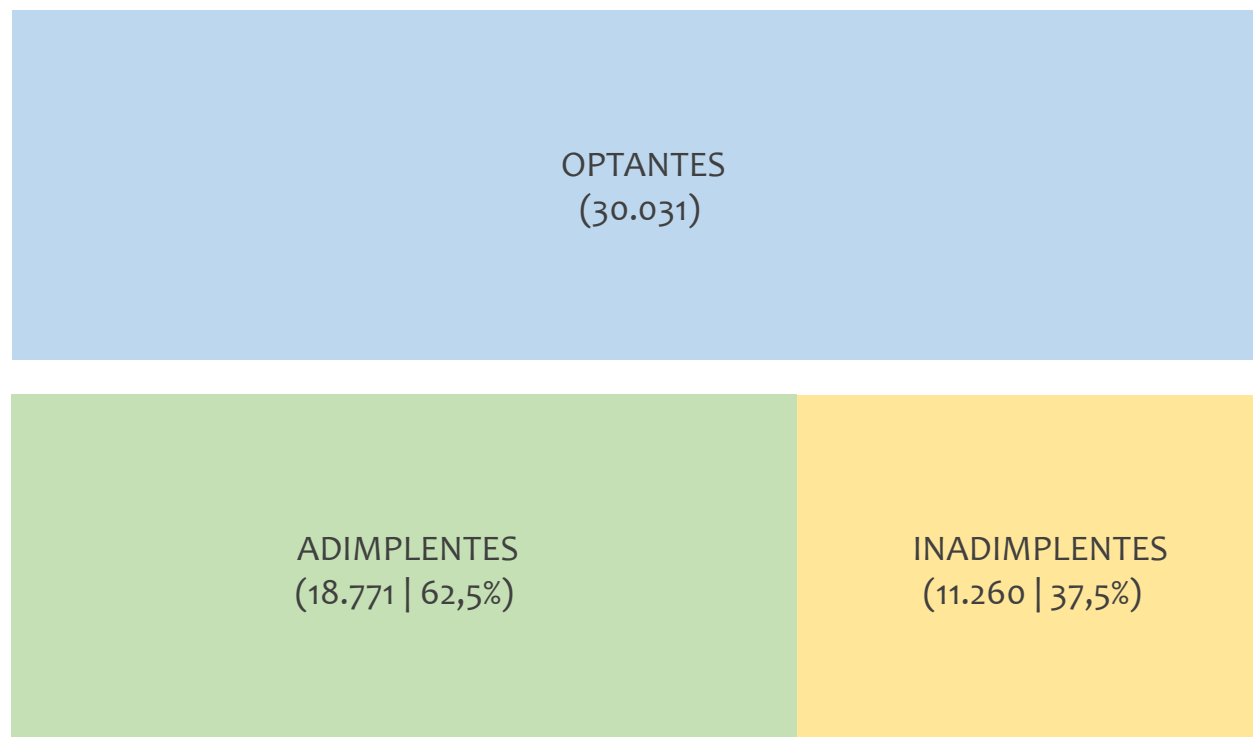 OPTANTES
(30.031)
ADIMPLENTES
(18.771 | 62,5%)
INADIMPLENTES
(11.260 | 37,5%)